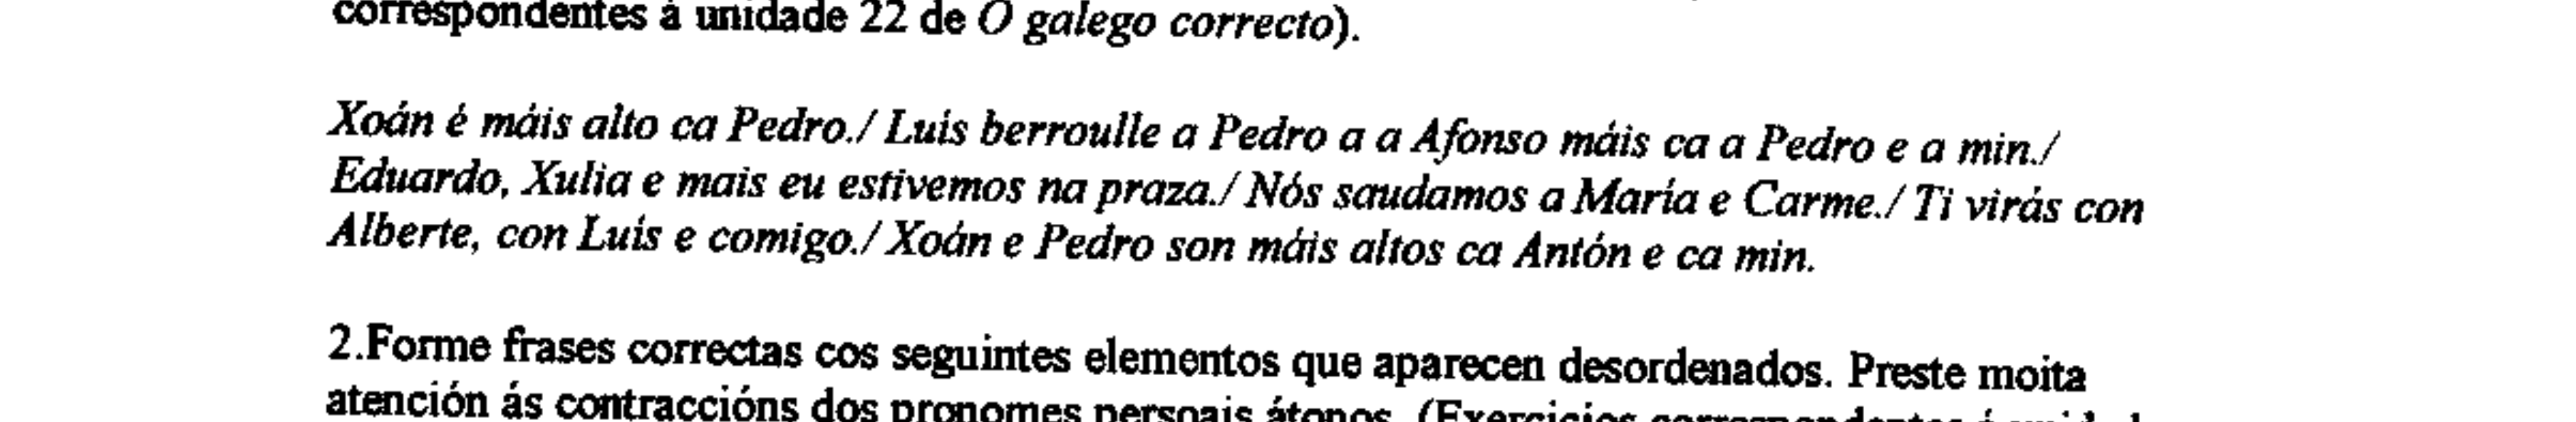 correspondentes á unidade 22 de O galego correcto).
Xoán é máis alto ca Pedro./ Luís berroulle a Pedro a a Afonso máis ca a Pedro e a min./
Eduardo, Xulia e mais eu estivemos na praza./ Nós saudamos a María e Carme./ Ti virás con
Alberte, con Luís e comigo./ Xoán e Pedro son máis altos ca Antón e ca min.
2.Forme frases correctas cos seguintes elementos que aparecen desordenados. Preste moita
atención ás contraccións dos pronomes persoais átonos. (Exercicios correspondentes á